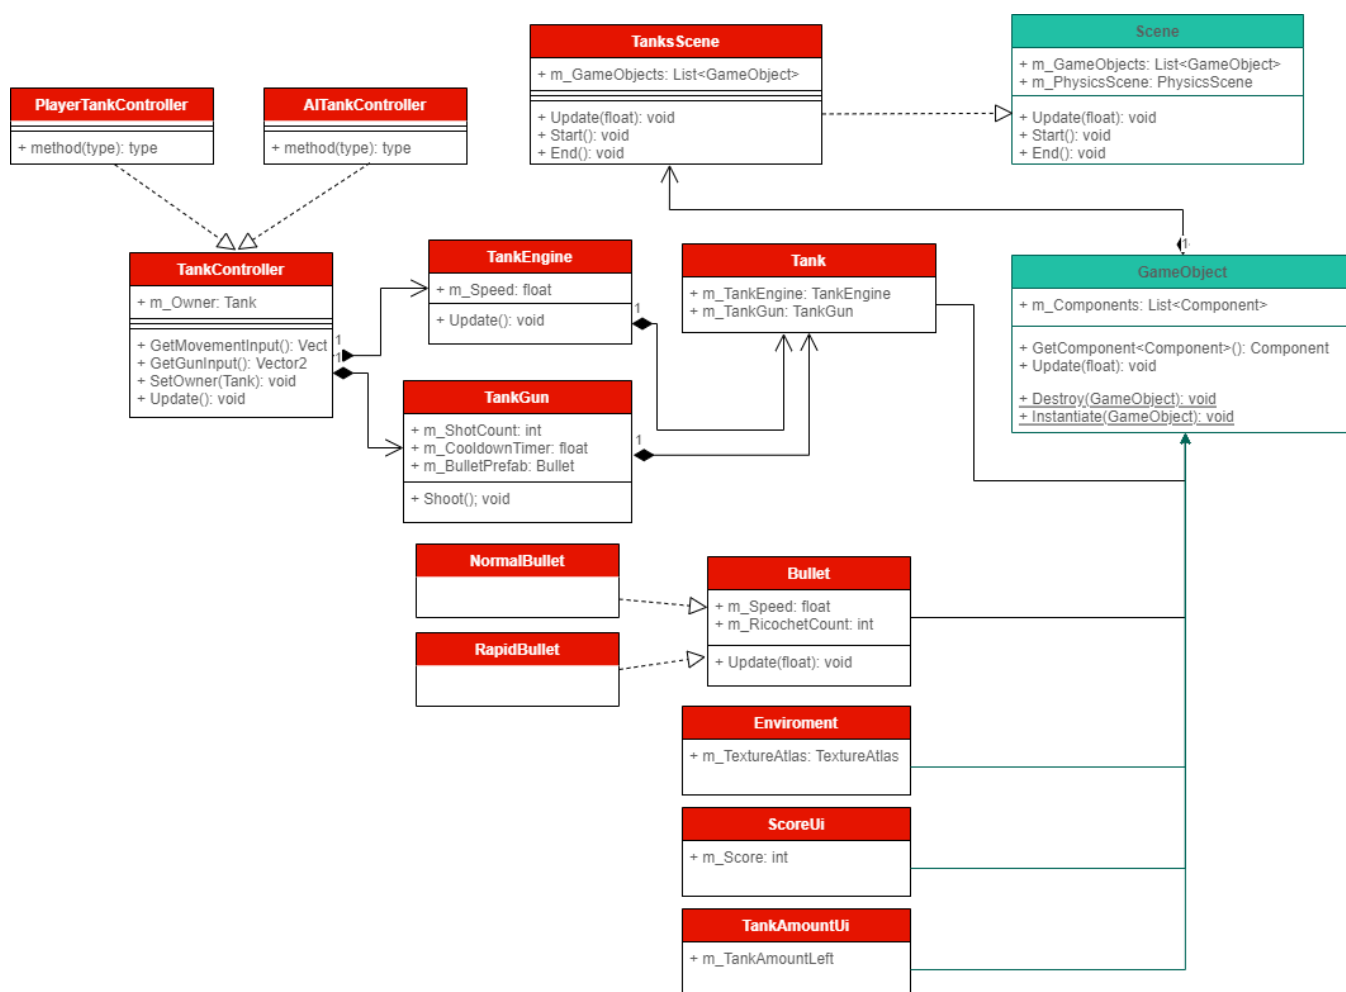 TanksScene
+ m_GameObjects: List<GameObject>
+ Update(float): void
+ Start(): void
+ End(): void
Scene
+ m_GameObjects: List<GameObject>
+ m_PhysicsScene: PhysicsScene
+ Update(float): void
+ Start(): void
+ End(): void
PlayerTankController
+ method(type): type
AITankController
+ method(type): type
TankController
+ m_Owner: Tank
+ GetMovementInput(): Vect
+ GetGunInput(): Vector2
+ SetOwner(Tank): void
+ Update(): void
1
1
TankEngine
+ m_Speed: float
+ Update(): void
1
Tank
+ m_TankEngine: TankEngine
+ m_TankGun: TankGun
1
GameObject
+ m_Components: List<Component>
+ GetComponent<Component>(): Component
+ Update(float): void
+ Destroy(GameObject): void
+ Instantiate(GameObject): void
TankGun
+ m_ShotCount: int
+ m_CooldownTimer: float
+ m_BulletPrefab: Bullet
+ Shoot(); void
1
NormalBullet
RapidBullet
Bullet
+ m_Speed: float
+ m_RicochetCount: int
+ Update(float): void
Enviroment
+ m_TextureAtlas: TextureAtlas
ScoreUi
+ m_Score: int
TankAmountUi
+ m_TankAmountLeft